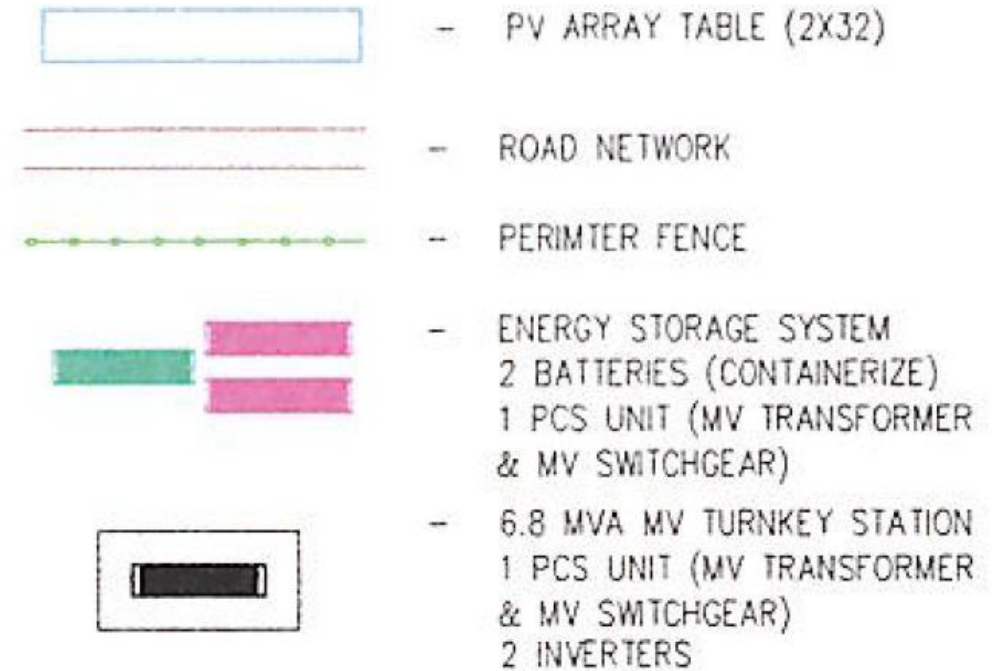 - PV ARRAY TABLE (2X32)
- ROAD NETWORK
- PERIMTER FENCE
- ENERGY STORAGE SYSTEM
2 BATTERIES (CONTAINERIZE)
1 PCS UNIT (MV TRANSFORMER
& MV SWITCHGEAR)
- 6.8 MVA MV TURNKEY STATION
1 PCS UNIT (MV TRANSFORMER
& MV SWITCHGEAR)
2 INVERTERS